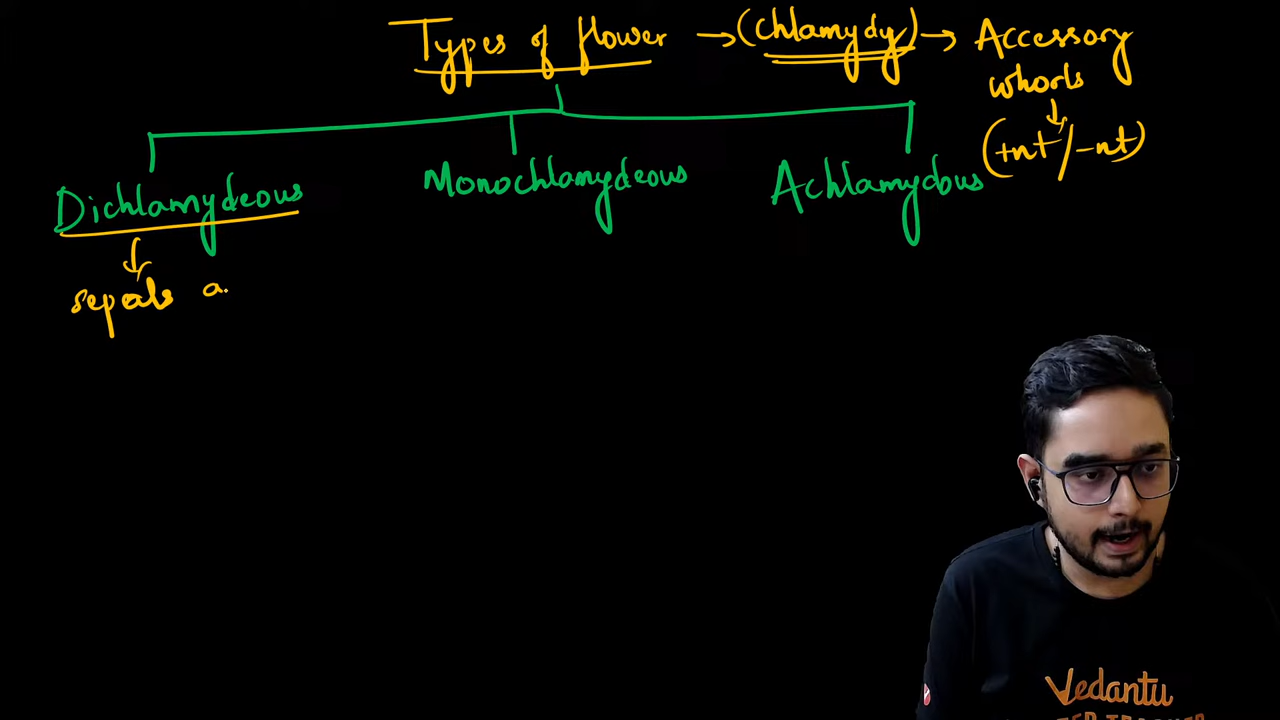 Types of flower → (Chlamydy) → Accessory
whorls
(+nt/-nt)
Dichlamydeous Monochlamydeous Achlamydous
sepals a
Vedantu